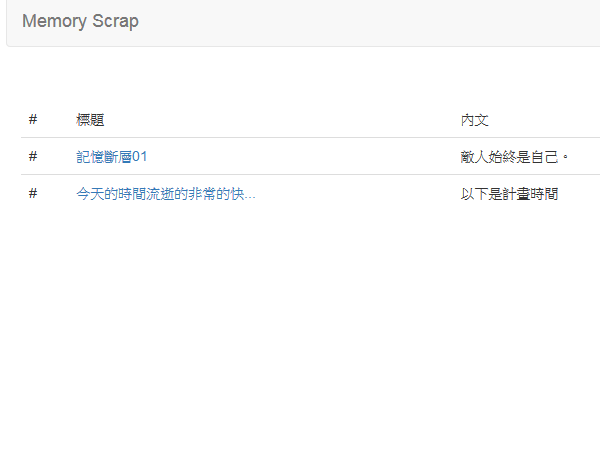 Memory Scrap
# 標題 內文
# 記憶斷層01 敵人始終是自己。
# 今天的時間流逝的非常的快... 以下是計畫時間